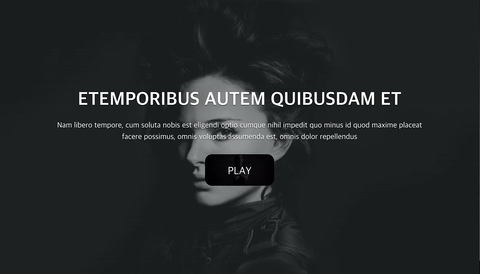 ETEMPORIBUS AUTEM QUIBUSDAM ET
Nam libero tempore, cum soluta nobis est eligendi optio cumque nihil impedit quo minus id quod maxime placeat
facere possimus, omnis voluptas assumenda est, omnis dolor repellendus
PLAY